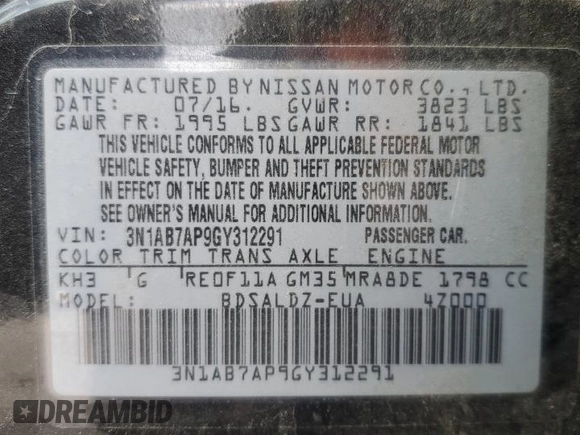 MANUFACTURED BY NISSAN MOTOR CO., LTD.
DATE: 07/16. GVWR: 3823 LBS
GAWR FR: 1995 LBS GAWR RR: 1841 LBS
THIS VEHICLE CONFORMS TO ALL APPLICABLE FEDERAL MOTOR
VEHICLE SAFETY, BUMPER AND THEFT PREVENTION STANDARDS
IN EFFECT ON THE DATE OF MANUFACTURE SHOWN ABOVE.
SEE OWNER'S MANUAL FOR ADDITIONAL INFORMATION.
VIN: 3N1AB7AP9GY312291 PASSENGER CAR.
COLOR TRIM TRANS AXLE ENGINE
KH3 G RE0F11A GM35 MRA8DE 1798 CC
MODEL: BDSALDZ-EUA 4Z000
3N1AB7AP9GY312291
DREAMBID